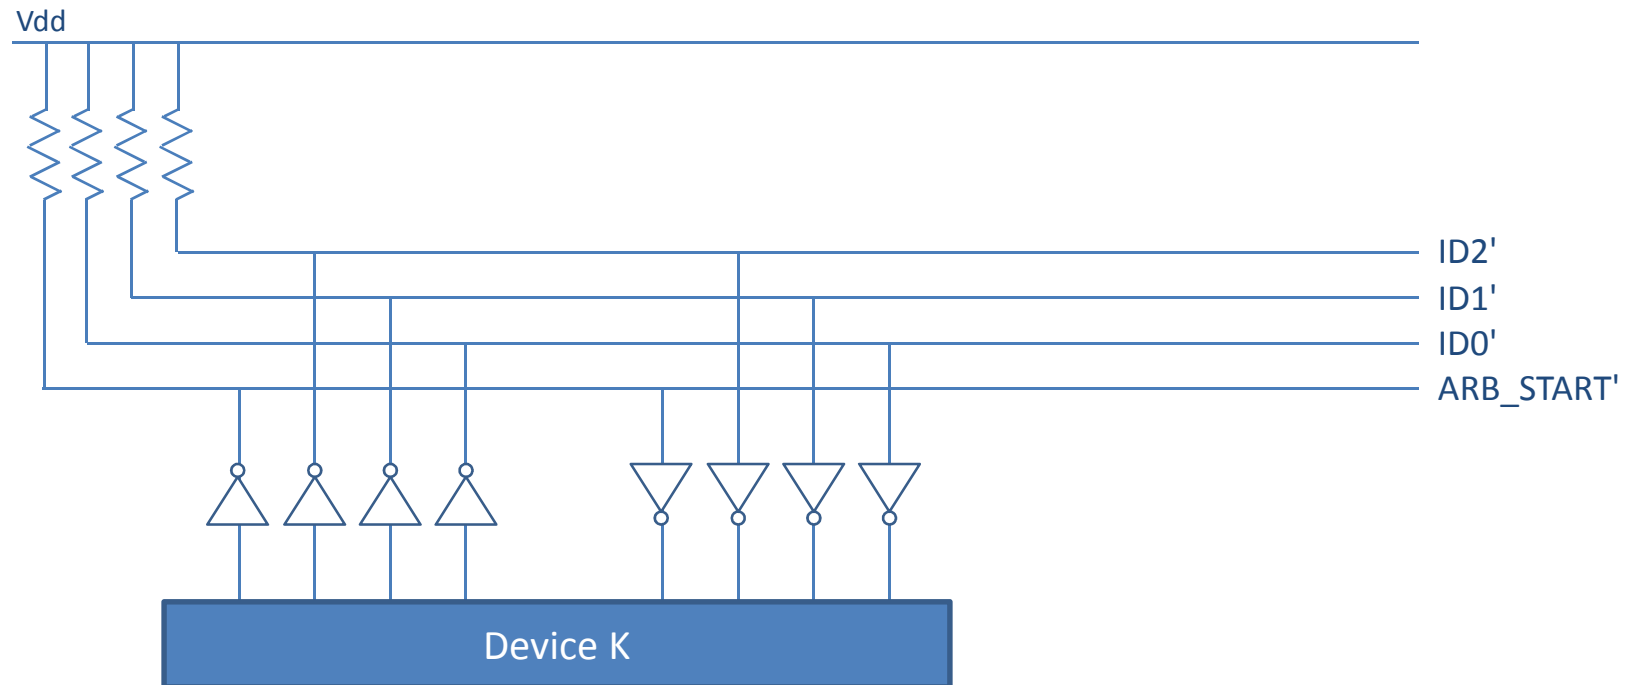 Vdd
ID2'
ID1'
ID0'
ARB_START'
Device K